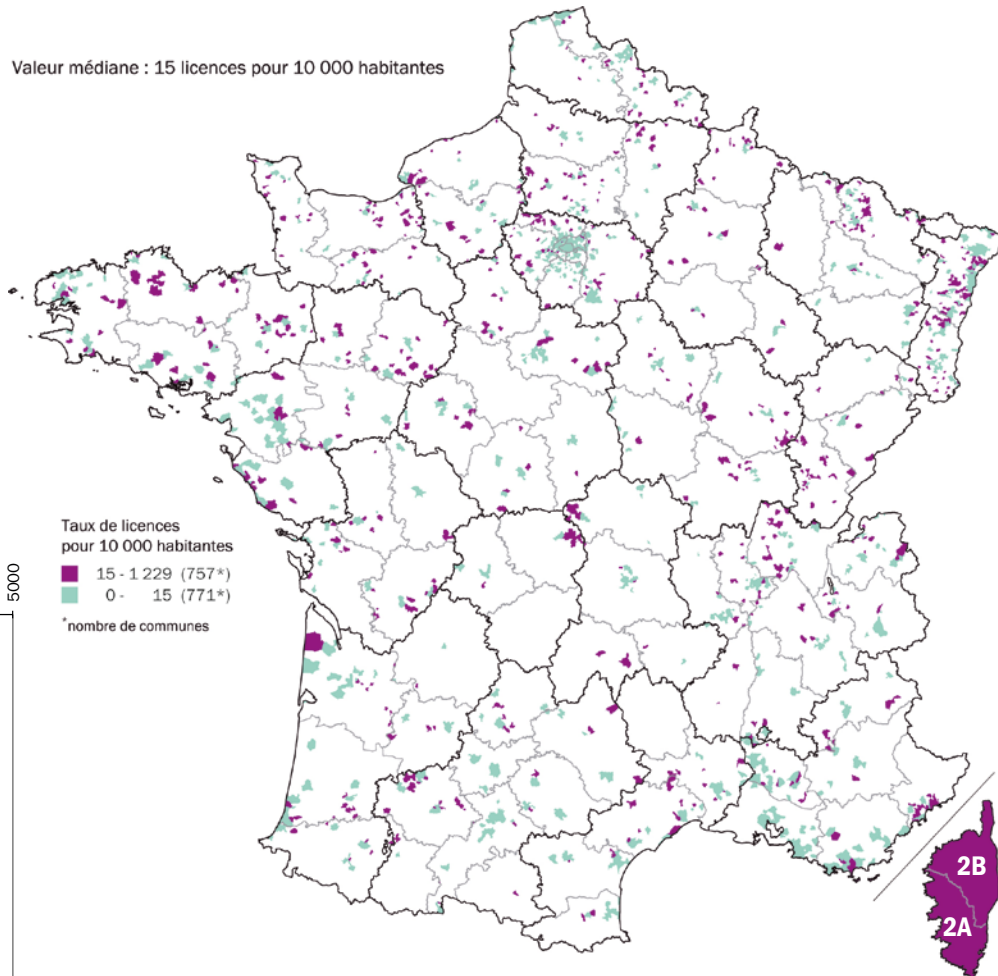 Valeur médiane : 15 licences pour 10 000 habitantes
Taux de licences
pour 10 000 habitantes
15 - 1 229 (757*)
0 - 15 (771*)
*nombre de communes
5000
2B
2A